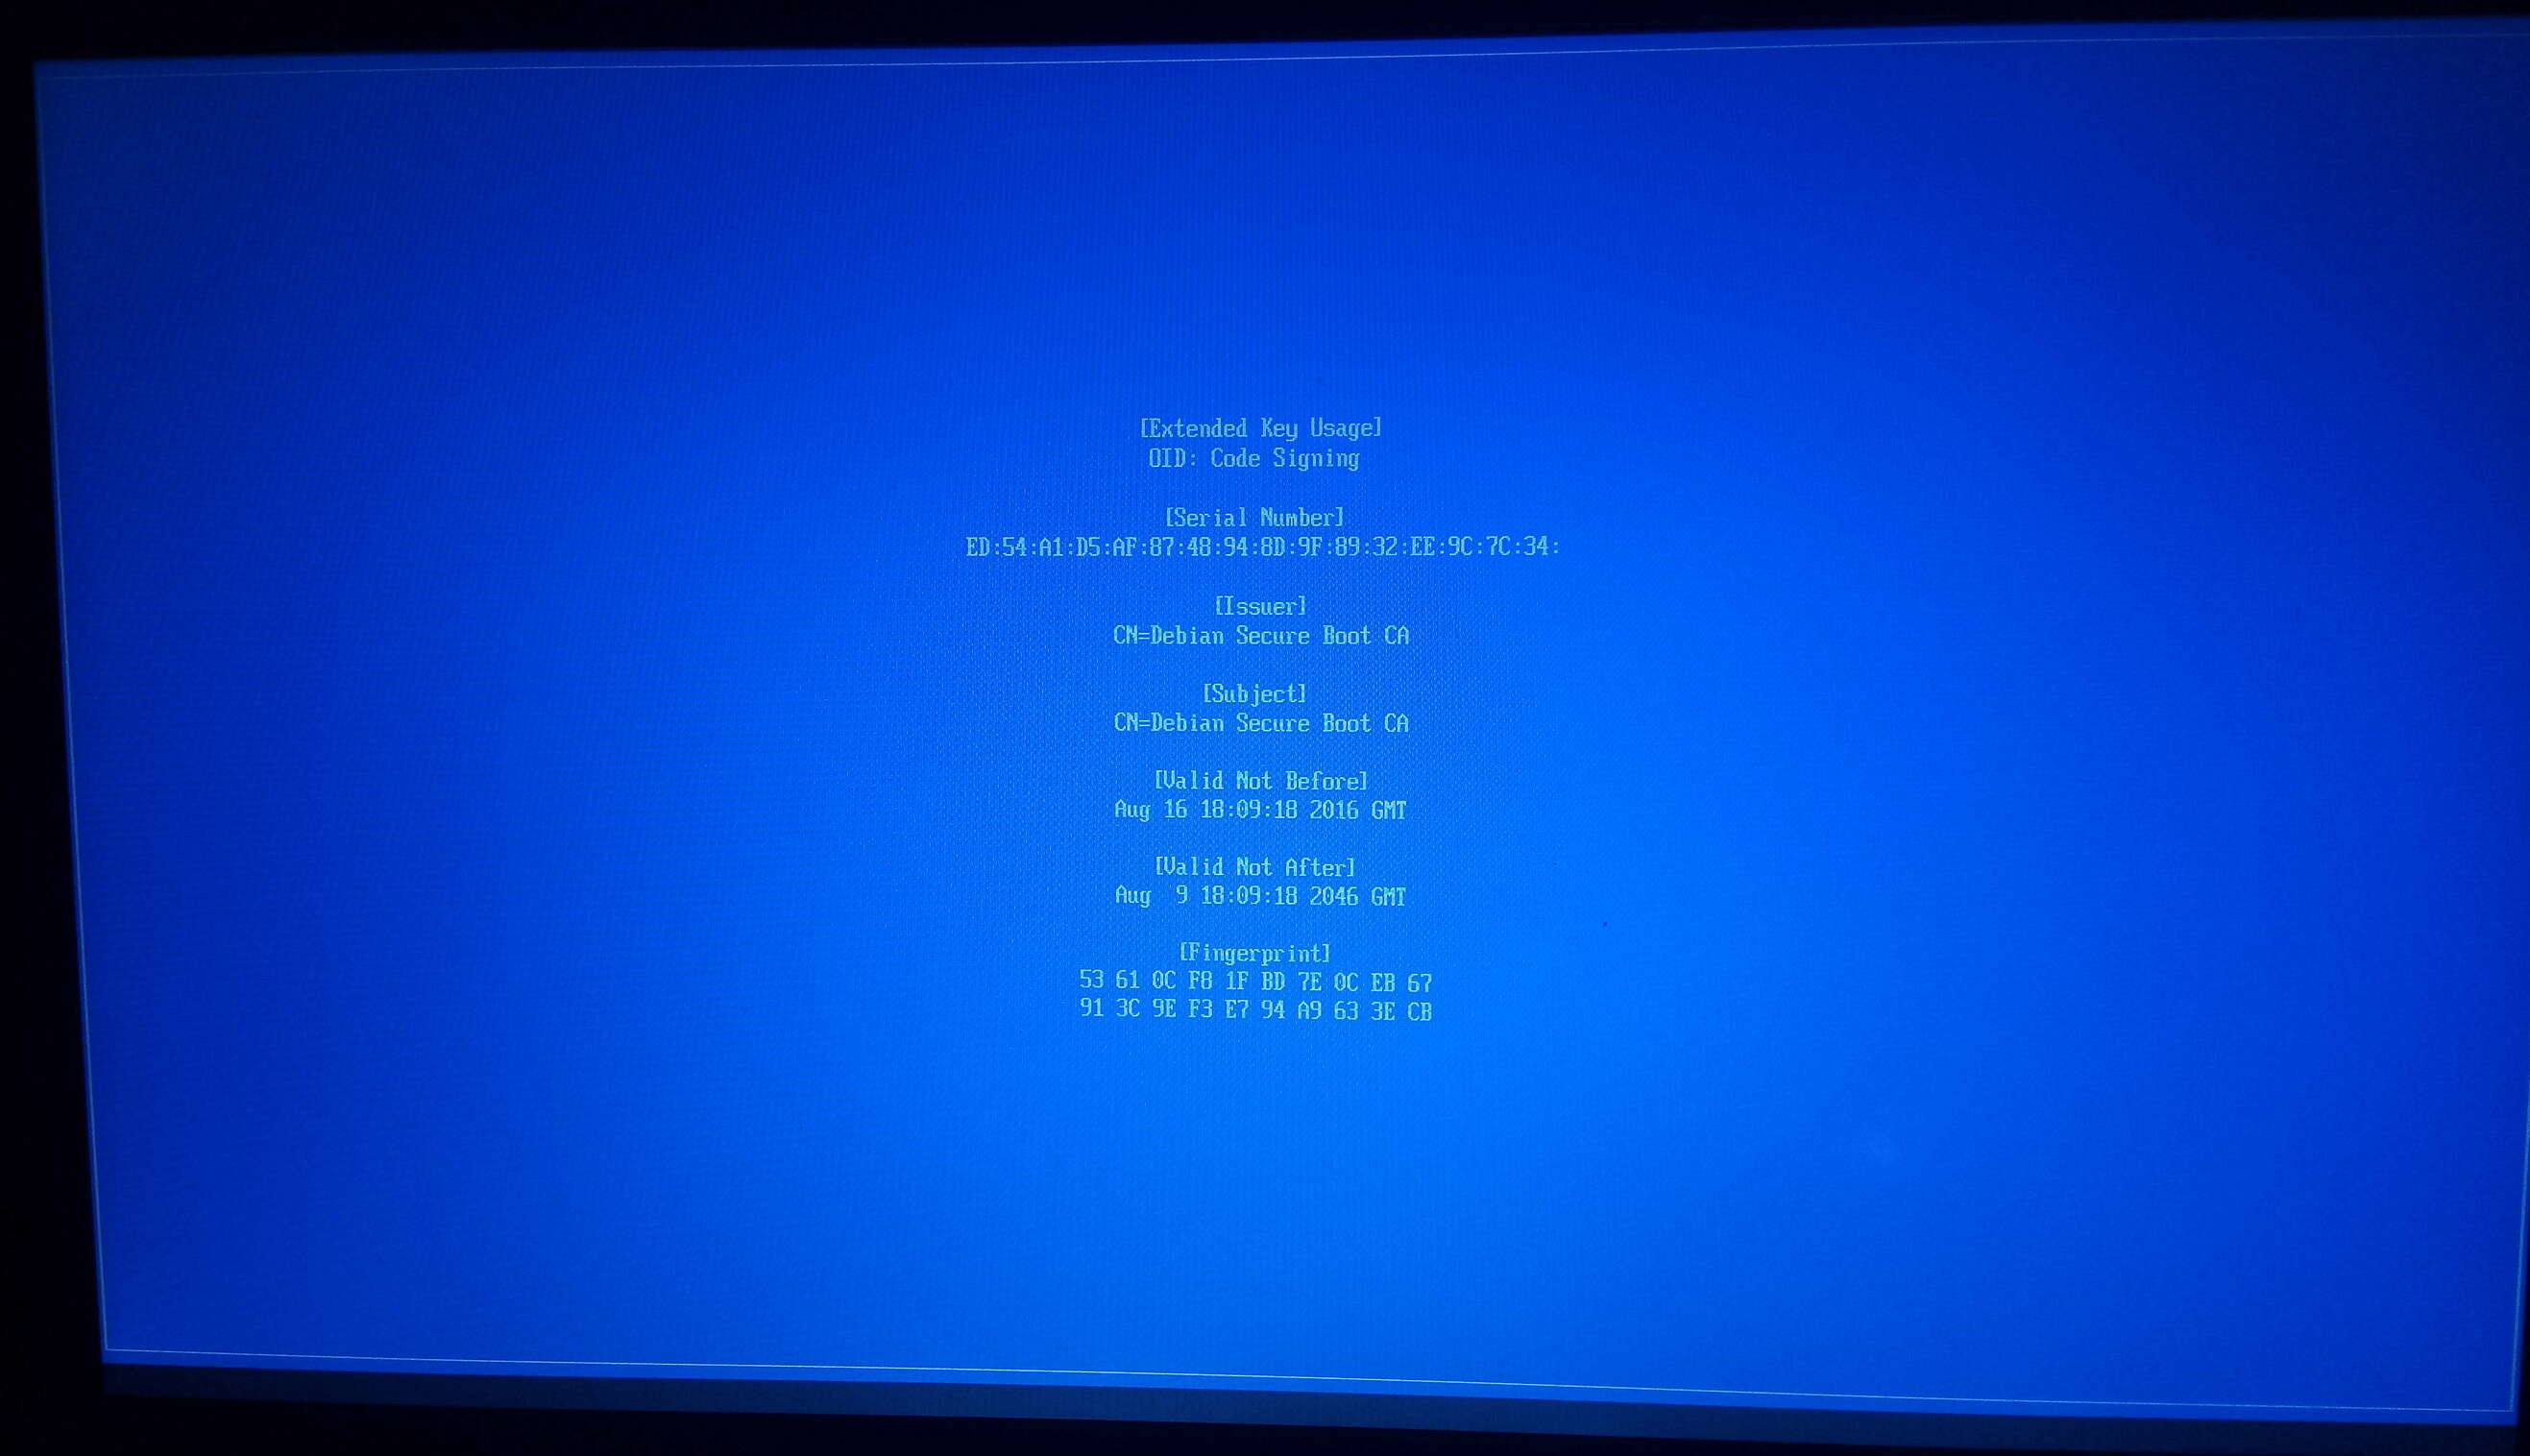 [Extended Key Usage]
OID: Code Signing
[Serial Number]
ED:54:A1:D5:AF:87:48:94:8D:9F:89:32:EE:9C:7C:34:
[Issuer]
CN=Debian Secure Boot CA
[Subject]
CN=Debian Secure Boot CA
[Valid Not Before]
Aug 16 18:09:18 2016 GMT
[Valid Not After]
Aug  9 18:09:18 2046 GMT
[Fingerprint]
53 61 0C F8 1F BD 7E 0C EB 67
91 3C 9E F3 E7 94 A9 63 3E CB